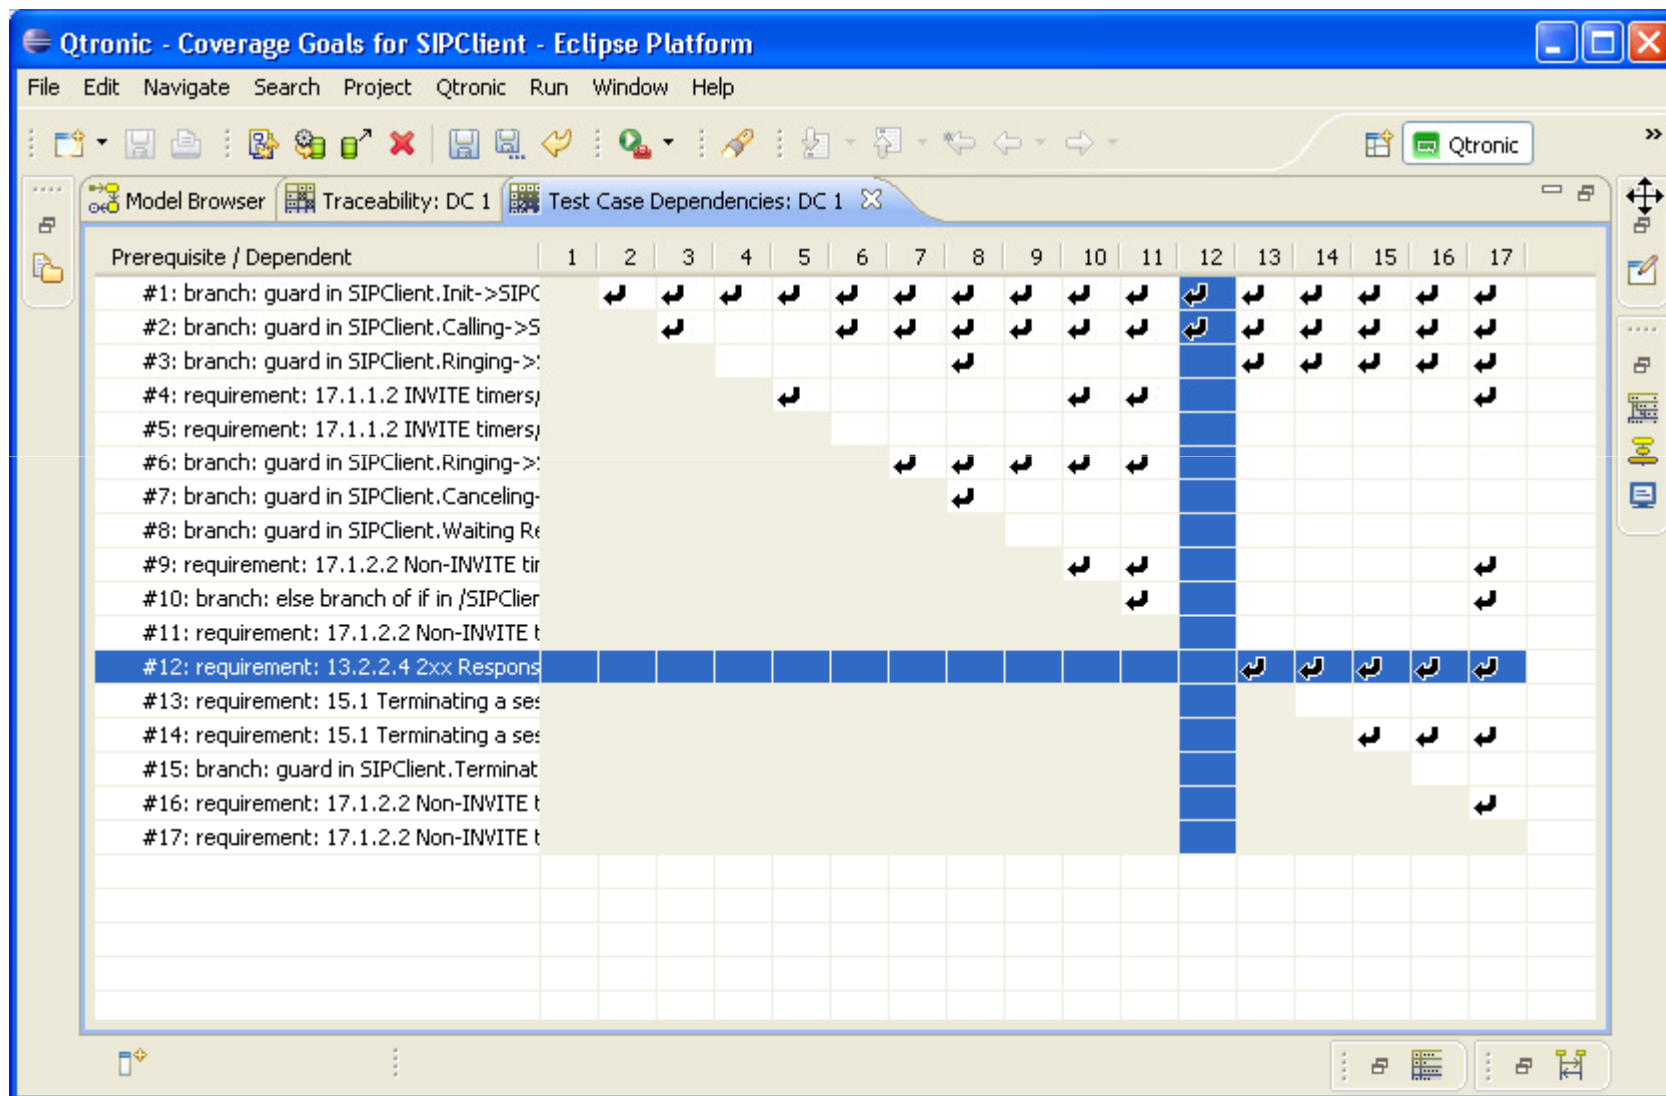 Qtronic - Coverage Goals for SIPClient - Eclipse Platform
File Edit Navigate Search Project Qtronic Run Window Help
Qtronic
Model Browser Traceability: DC 1 Test Case Dependencies: DC 1
Prerequisite / Dependent 1 2 3 4 5 6 7 8 9 10 11 12 13 14 15 16 17
#1: branch: guard in SIPClient.Init->SIPC
#2: branch: guard in SIPClient.Calling->S
#3: branch: guard in SIPClient.Ringing->
#4: requirement: 17.1.1.2 INVITE timers
#5: requirement: 17.1.1.2 INVITE timers
#6: branch: guard in SIPClient.Ringing->
#7: branch: guard in SIPClient.Canceling-
#8: branch: guard in SIPClient.Waiting Re
#9: requirement: 17.1.2.2 Non-INVITE tir
#10: branch: else branch of if in /SIPClier
#11: requirement: 17.1.2.2 Non-INVITE t
#12: requirement: 13.2.2.4 2xx Respons
#13: requirement: 15.1 Terminating a ses
#14: requirement: 15.1 Terminating a ses
#15: branch: guard in SIPClient.Terminat
#16: requirement: 17.1.2.2 Non-INVITE t
#17: requirement: 17.1.2.2 Non-INVITE t